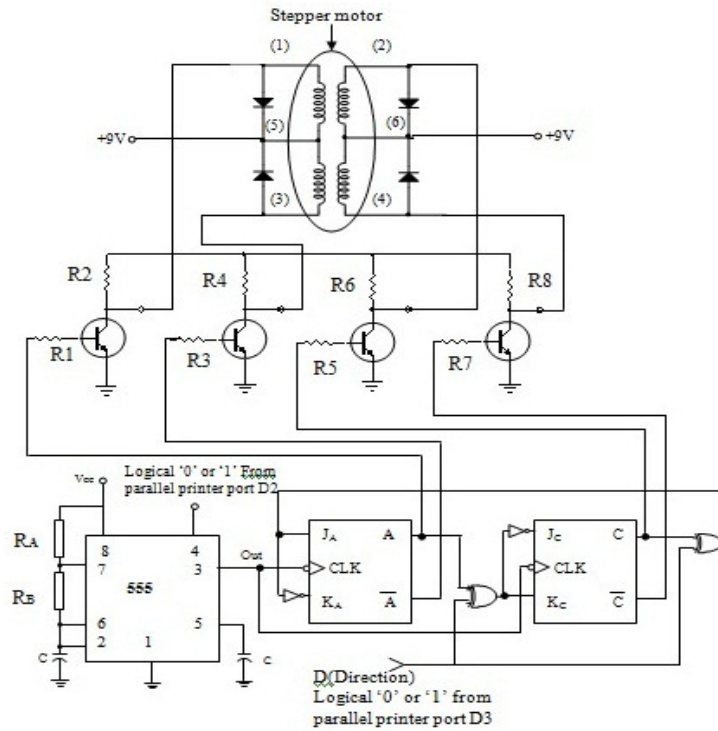 Stepper motor
(1)
(2)
(5)
(6)
+9V
+9V
(3)
(4)
R2
R4
R6
R8
R1
R3
R5
R7
Vcc
Logical ‘0’ or ‘1’ From
parallel printer port D2
RA
8
4
7
3
Out
555
RB
6
5
2
1
C
C
JA
A
CLK
KA
A
JC
C
CLK
KC
C
D(Direction)
Logical ‘0’ or ‘1’ from
parallel printer port D3